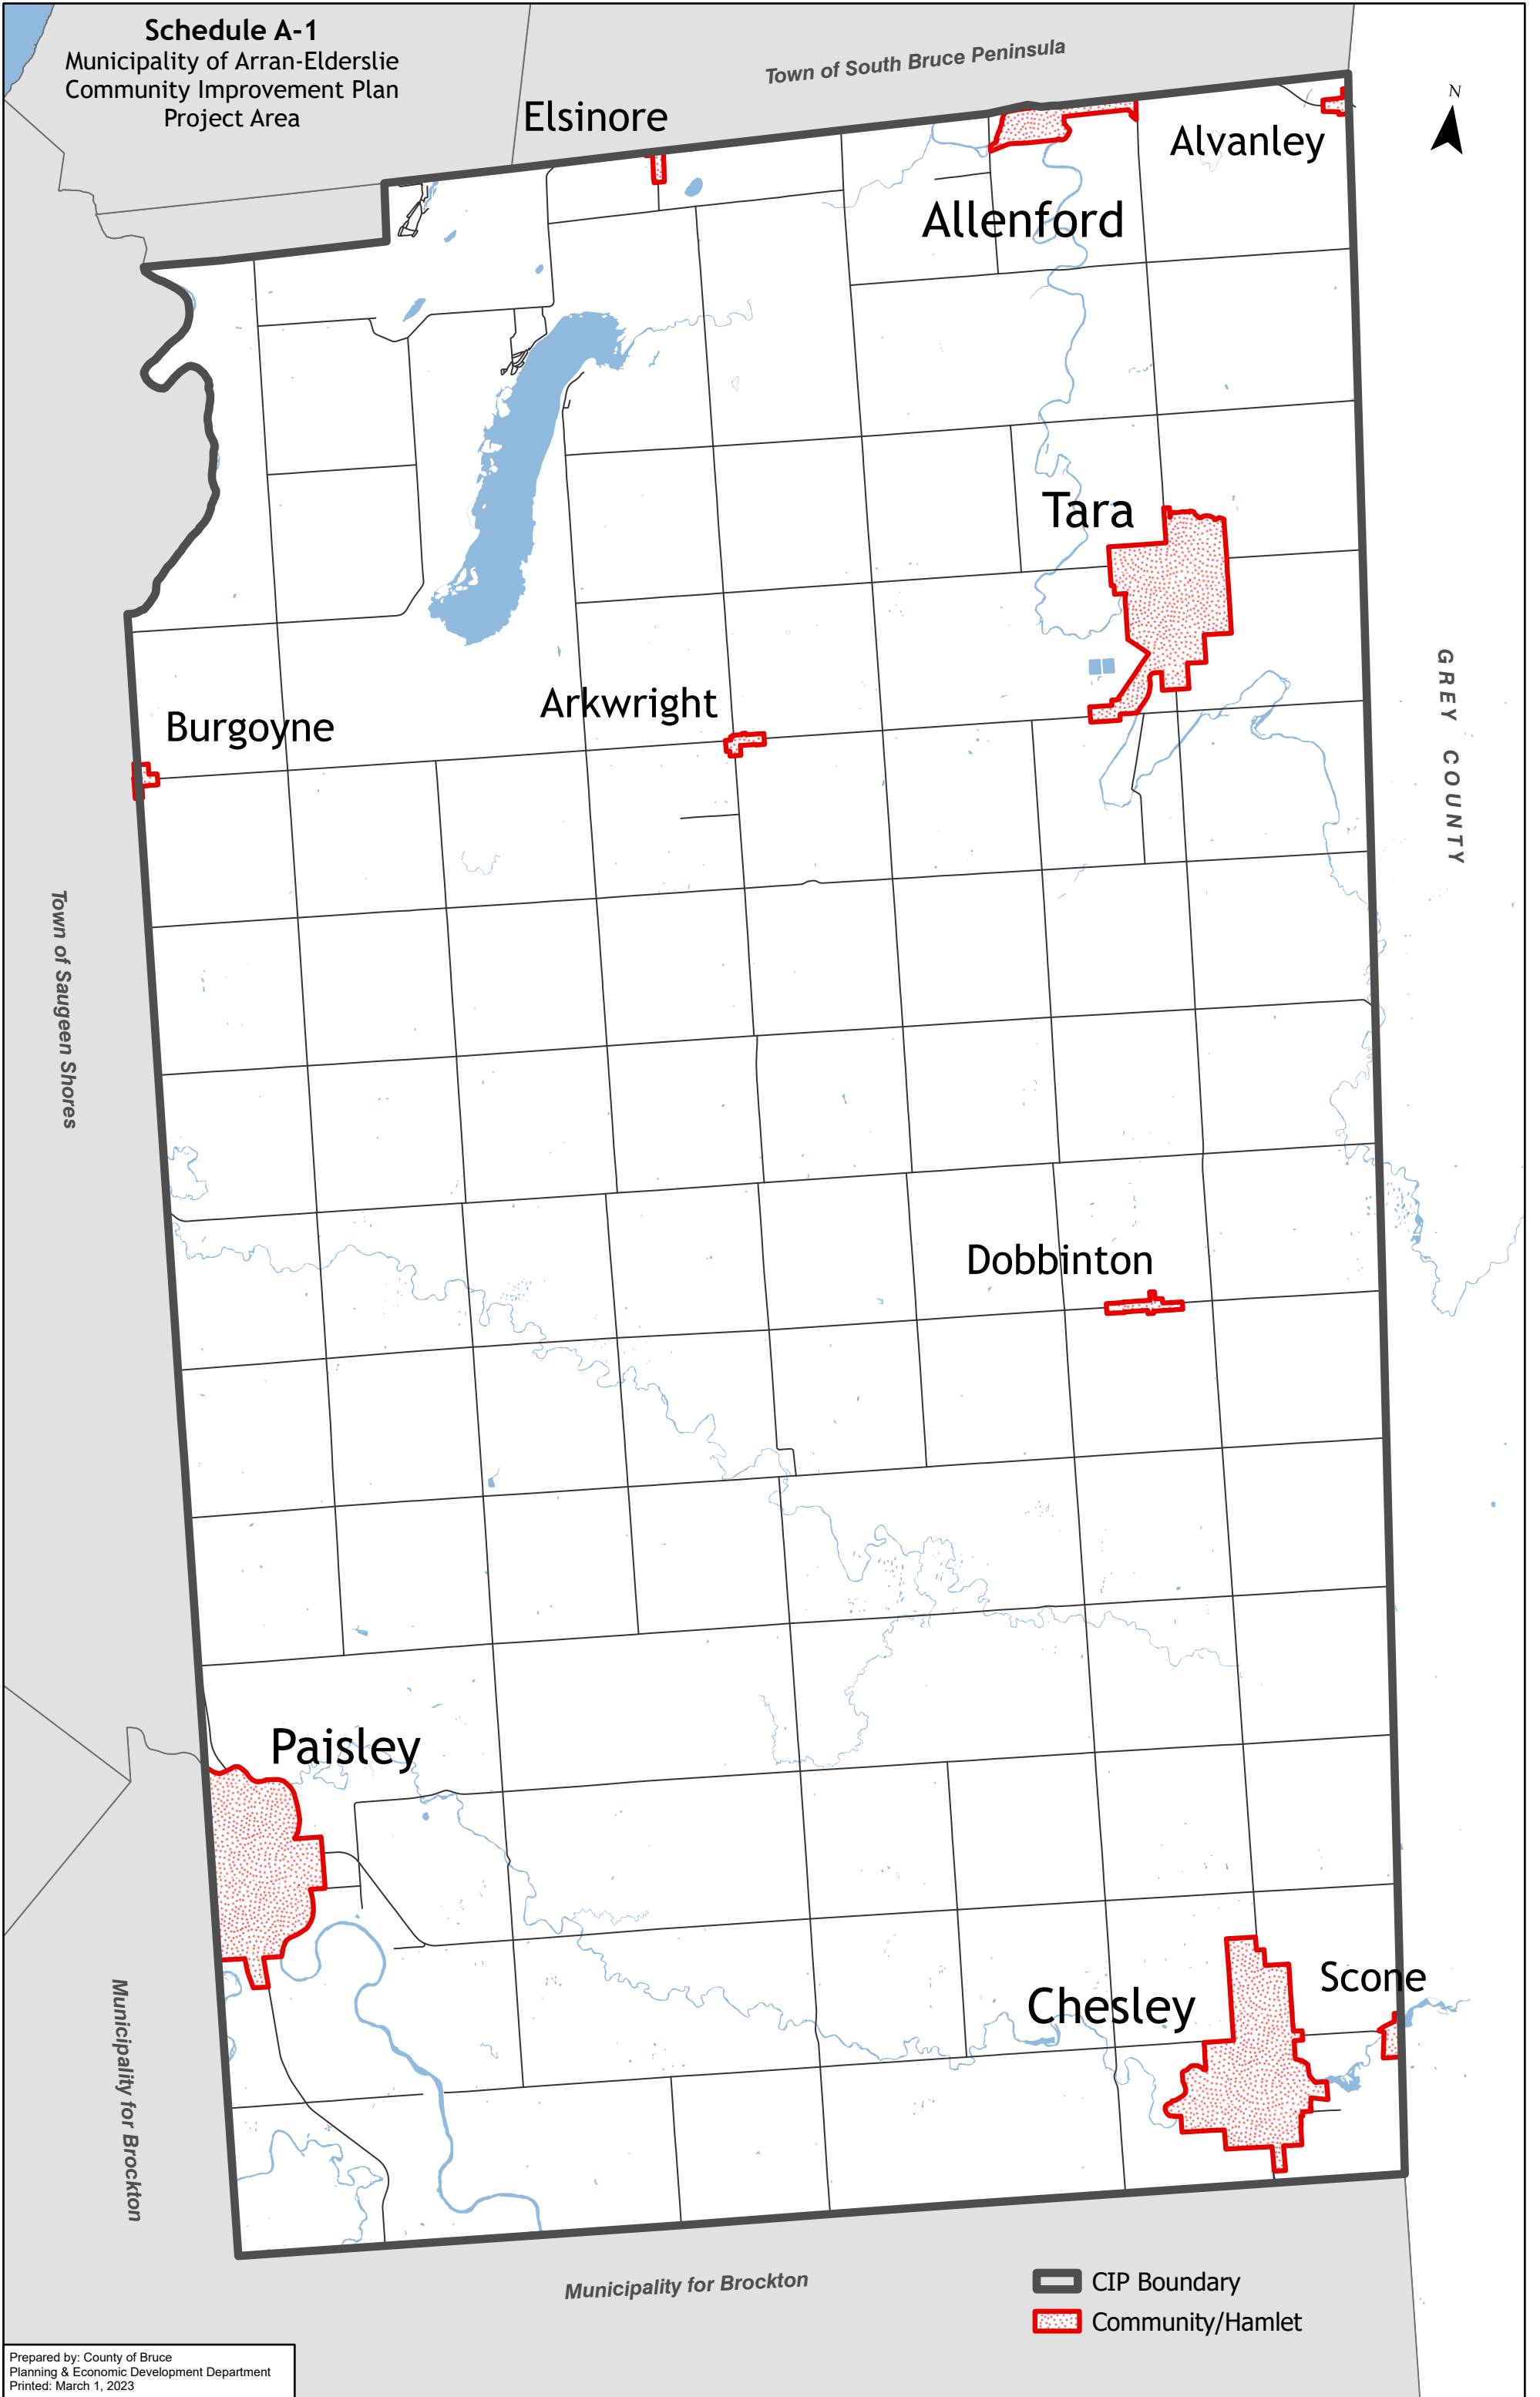 Schedule A-1
Municipality of Arran-Elderslie
Community Improvement Plan
Project Area
Town of South Bruce Peninsula
N
Elsinore
Alvanley
Allenford
Tara
GREY COUNTY
Arkwright
Burgoyne
Town of Saugeen Shores
Dobbinton
Paisley
Scone
Chesley
Municipality for Brockton
Municipality for Brockton
CIP Boundary
Community/Hamlet
Prepared by: County of Bruce
Planning & Economic Development Department
Printed: March 1, 2023